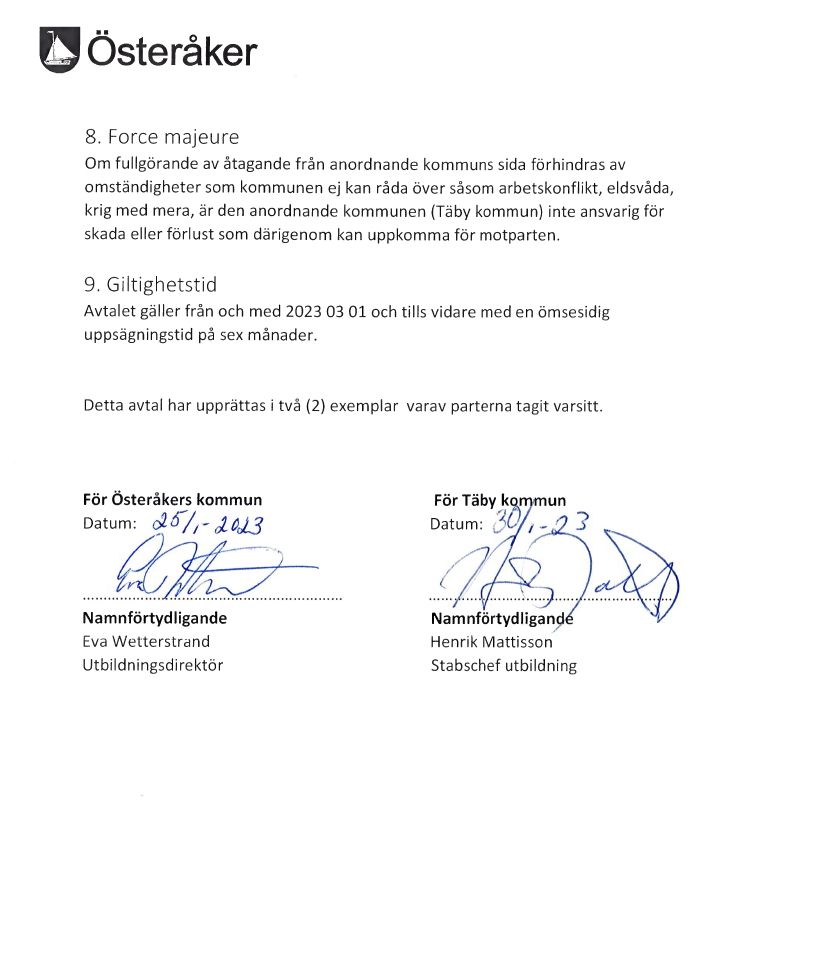 Österåker
8. Force majeure
Om fullgörande av åtagande från anordnande kommuns sida förhindras av
omständigheter som kommunen ej kan råda över såsom arbetskonflikt, eldsvåda,
krig med mera, är den anordnande kommunen (Täby kommun) inte ansvarig för
skada eller förlust som därigenom kan uppkomma för motparten.
9. Giltighetstid
Avtalet gäller från och med 2023 03 01 och tills vidare med en ömsesidig
uppsägningstid på sex månader.
Detta avtal har upprättas i två (2) exemplar varav parterna tagit varsitt.
För Österåkers kommun
Datum: 25/1-2023
Namnförtydligande
Eva Wetterstrand
Utbildningsdirektör
För Täby kommun
Datum: 30/1-23
Namnförtydligande
Henrik Mattisson
Stabschef utbildning